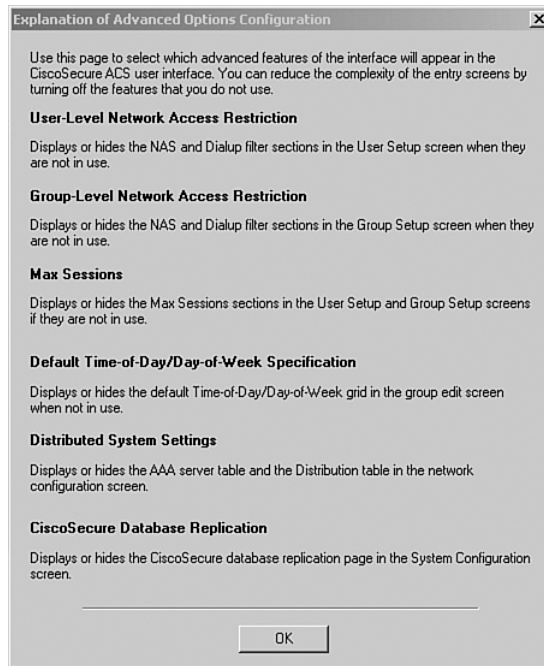 Explanation of Advanced Options Configuration
Use this page to select which advanced features of the interface will appear in the
CiscoSecure ACS user interface. You can reduce the complexity of the entry screens by
turning off the features that you do not use.
User-Level Network Access Restriction
Displays or hides the NAS and Dialup filter sections in the User Setup screen when they
are not in use.
Group-Level Network Access Restriction
Displays or hides the NAS and Dialup filter sections in the Group Setup screen when they
are not in use.
Max Sessions
Displays or hides the Max Sessions sections in the User Setup and Group Setup screens
if they are not in use.
Default Time-of-Day/Day-of-Week Specification
Displays or hides the default Time-of-Day/Day-of-Week grid in the group edit screen
when not in use.
Distributed System Settings
Displays or hides the AAA server table and the Distribution table in the network
configuration screen.
CiscoSecure Database Replication
Displays or hides the CiscoSecure database replication page in the System Configuration
screen.
OK